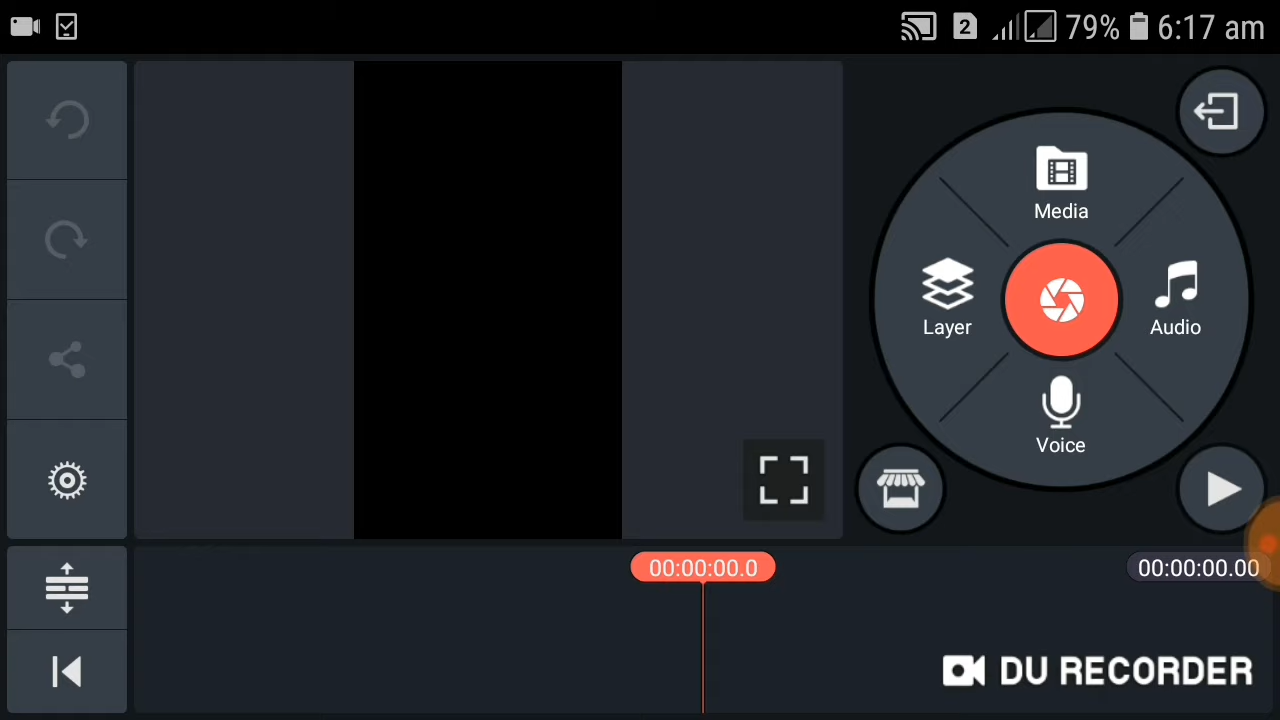 2 79% 6:17 am
Media
Layer
Audio
Voice
00:00:00.0
00:00:00.00
DU RECORDER